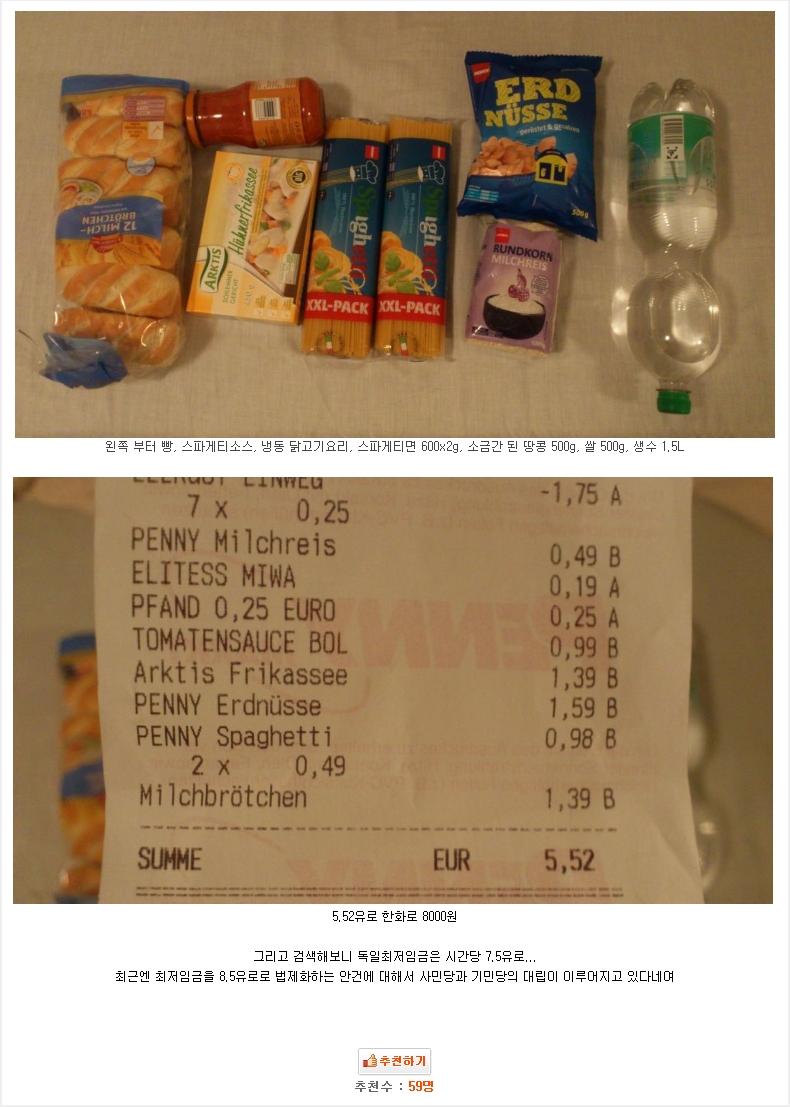 12 MILCH-
BRÖTCHEN
ARKTIS
Hühnerfrikassee
SCHLEMMER
GERICHT
Spaghetti
XXL-PACK
Spaghetti
XXL-PACK
ERD
NÜSSE
Geröstet & Gesalzen
500g
RUNDKORN
MILCHREIS
왼쪽 부터 빵, 스파게티소스, 냉동 닭고기요리, 스파게티면 600x2g, 소금간 된 땅콩 500g, 쌀 500g, 생수 1.5L
LEERGUT EINWEG -1,75 A
7 x 0,25
PENNY Milchreis 0,49 B
ELITESS MIWA 0,19 A
PFAND 0,25 EURO 0,25 A
TOMATENSAUCE BOL 0,99 B
Arktis Frikassee 1,39 B
PENNY Erdnüsse 1,59 B
PENNY Spaghetti 0,98 B
2 x 0,49
Milchbrötchen 1,39 B
SUMME EUR 5,52
5,52유로 한화로 8000원
그리고 검색해보니 독일최저임금은 시간당 7.5유로...
최근엔 최저임금을 8.5유로로 법제화하는 안건에 대해서 사민당과 기민당의 대립이 이루어지고 있다네여
추천하기
추천수 : 59명